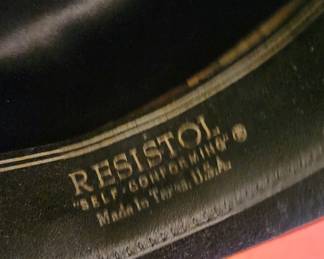 RESISTOL
"SELF-CONFORMING"®
Made in Texas, U.S.A.